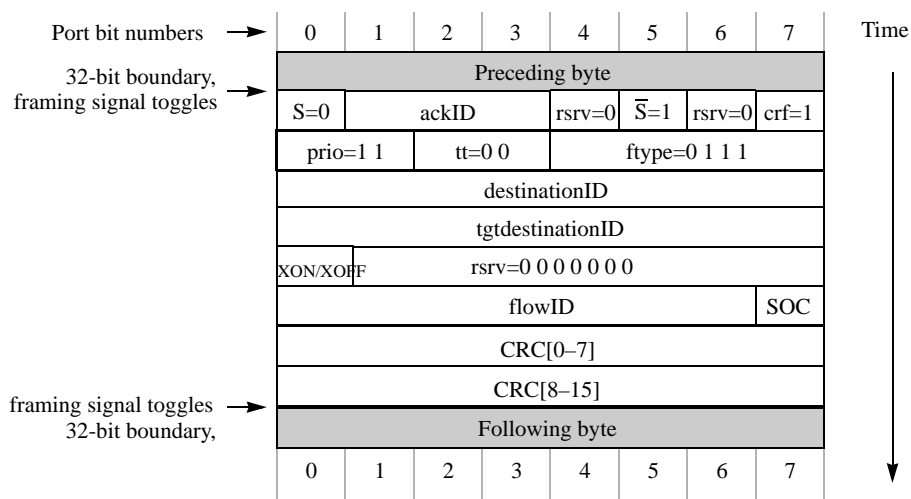 Port bit numbers 0 1 2 3 4 5 6 7 Time
Preceding byte
32-bit boundary,
framing signal toggles
S=0 ackID rsrv=0 S̅=1 rsrv=0 crf=1
prio=1 1 tt=0 0 ftype=0 1 1 1
destinationID
tgtdestinationID
XON/XOFF rsrv=0 0 0 0 0 0 0
flowID SOC
CRC[0–7]
CRC[8–15]
framing signal toggles
32-bit boundary,
Following byte
0 1 2 3 4 5 6 7